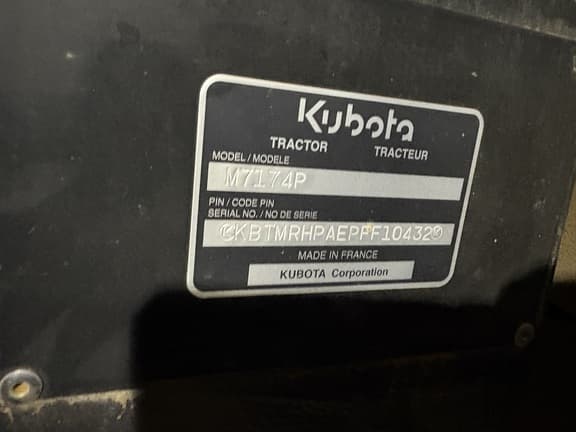 Kubota
TRACTOR TRACTEUR
MODEL / MODELE
M7174P
PIN / CODE PIN
SERIAL NO. / NO DE SERIE
KBTMRHPAEPFF10432
MADE IN FRANCE
KUBOTA Corporation